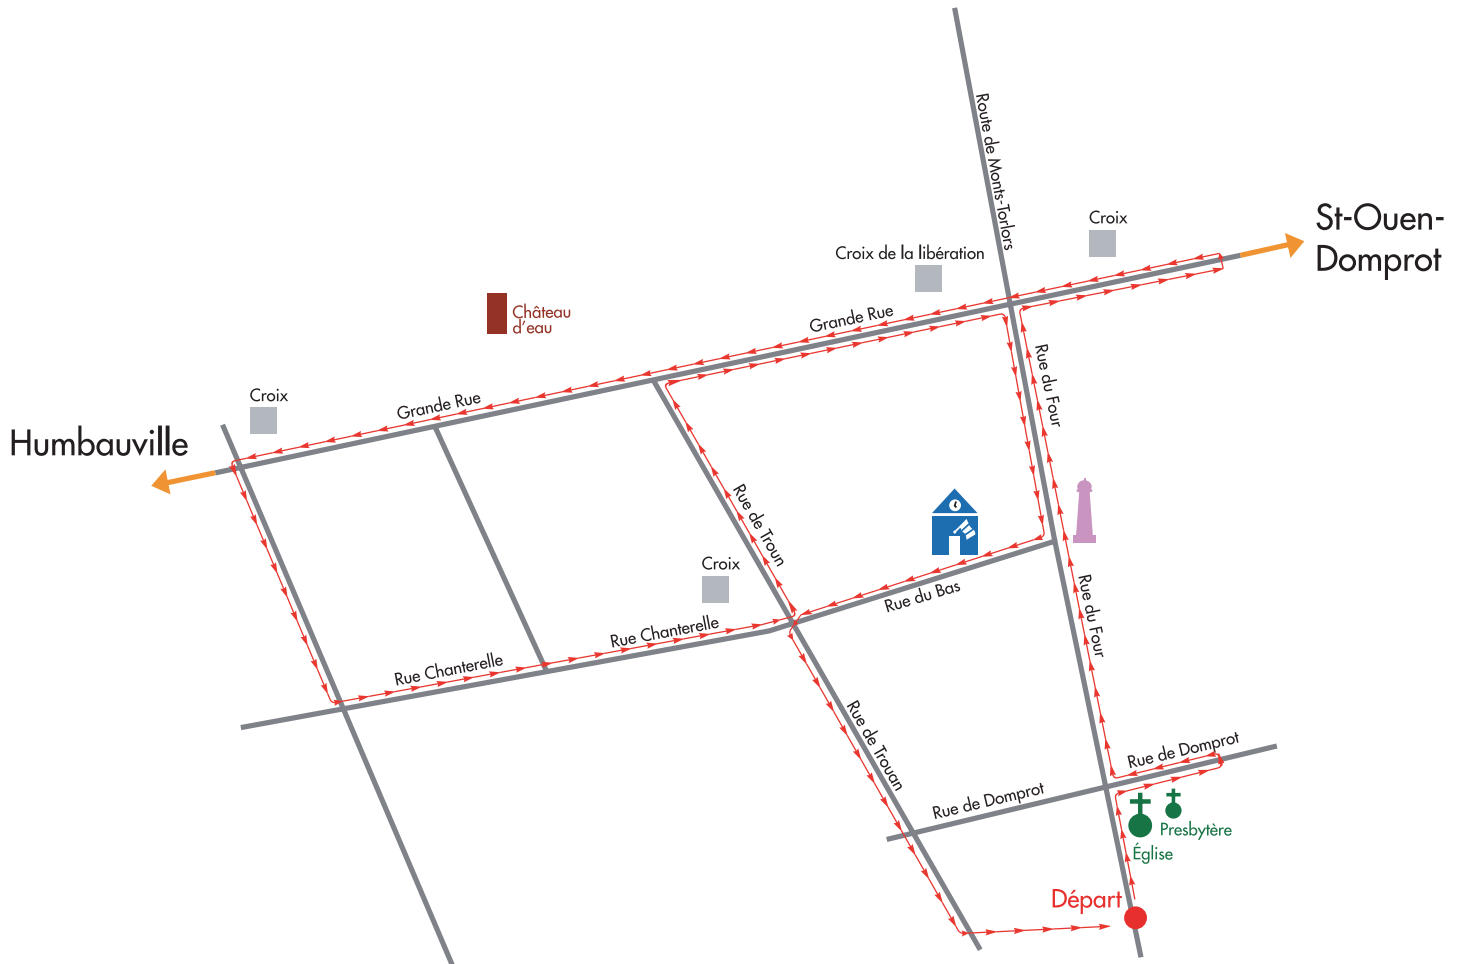 Route de Monts-Torlors
Croix
St-Ouen-
Domprot
Croix de la libération
Grande Rue
Château
d'eau
Rue du Four
Croix
Grande Rue
Humbauville
Rue de Troun
Croix
Rue du Bas
Rue du Four
Rue Chanterelle
Rue Chanterelle
Rue de Trouan
Rue de Domprot
Rue de Domprot
Presbytère
Église
Départ